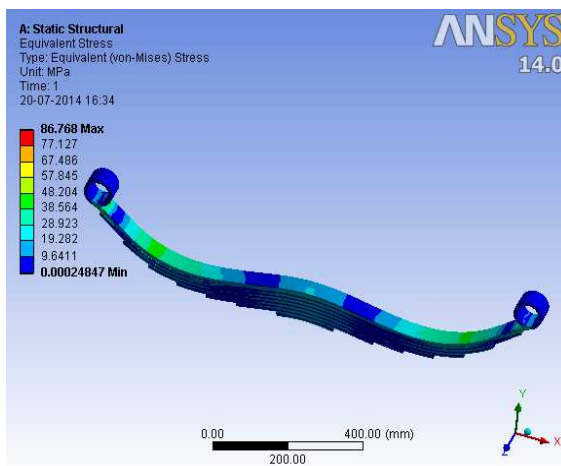 A: Static Structural
Equivalent Stress
Type: Equivalent (von-Mises) Stress
Unit: MPa
Time: 1
20-07-2014 16:34
ANSYS
14.0
86.768 Max
77.127
67.486
57.845
48.204
38.564
28.923
19.282
9.6411
0.00024847 Min
0.00
400.00 (mm)
200.00
Y
X
Z